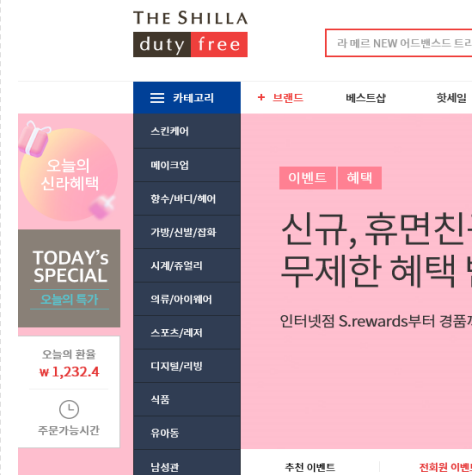 THE SHILLA
duty free
라 메르 NEW 어드밴스드 트리
카테고리
+ 브랜드
베스트샵
핫세일
스킨케어
메이크업
향수/바디/헤어
가방/신발/잡화
시계/쥬얼리
의류/아이웨어
스포츠/레저
디지털/리빙
식품
유아동
남성관
오늘의
신라혜택
TODAY's
SPECIAL
오늘의 특가
오늘의 환율
₩ 1,232.4
주문가능시간
이벤트 혜택
신규, 휴면친
무제한 혜택
인터넷점 S.rewards부터 경품
추천 이벤트
전회원 이벤